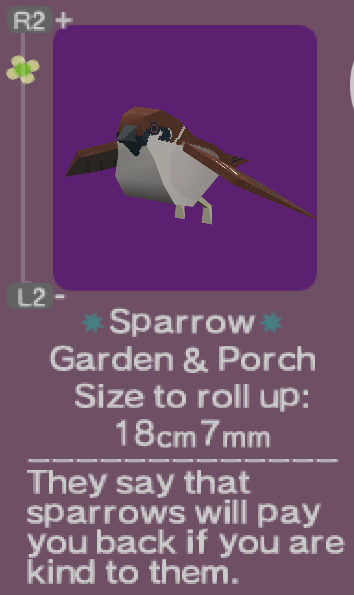 R2 +
L2 -
Sparrow
Garden & Porch
Size to roll up:
18cm7mm
They say that
sparrows will pay
you back if you are
kind to them.